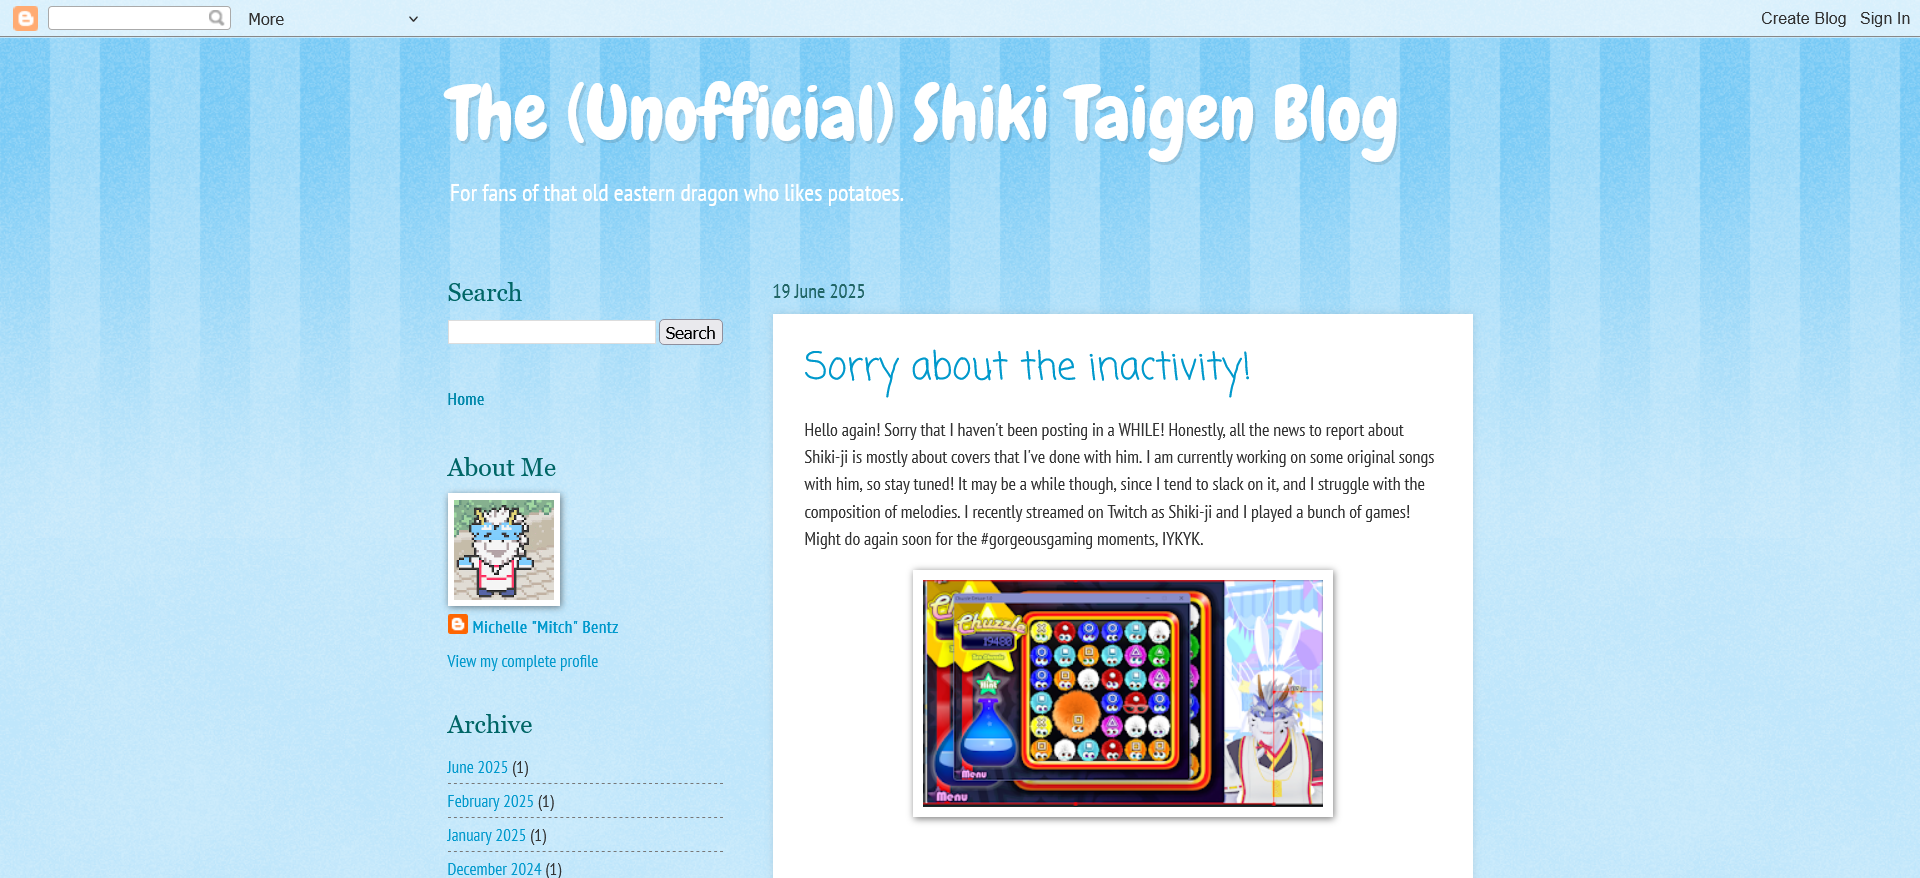 More
Create Blog
Sign In
The (Unofficial) Shiki Taigen Blog
For fans of that old eastern dragon who likes potatoes.
Search
Search
Home
About Me
Michelle "Mitch" Bentz
View my complete profile
Archive
June 2025 (1)
February 2025 (1)
January 2025 (1)
December 2024 (1)
19 June 2025
Sorry about the inactivity!
Hello again! Sorry that I haven't been posting in a WHILE! Honestly, all the news to report about
Shiki-ji is mostly about covers that I've done with him. I am currently working on some original songs
with him, so stay tuned! It may be a while though, since I tend to slack on it, and I struggle with the
composition of melodies. I recently streamed on Twitch as Shiki-ji and I played a bunch of games!
Might do again soon for the #gorgeousgaming moments, IYKYK.
Chuzzle
19480
Hint
Menu
Menu